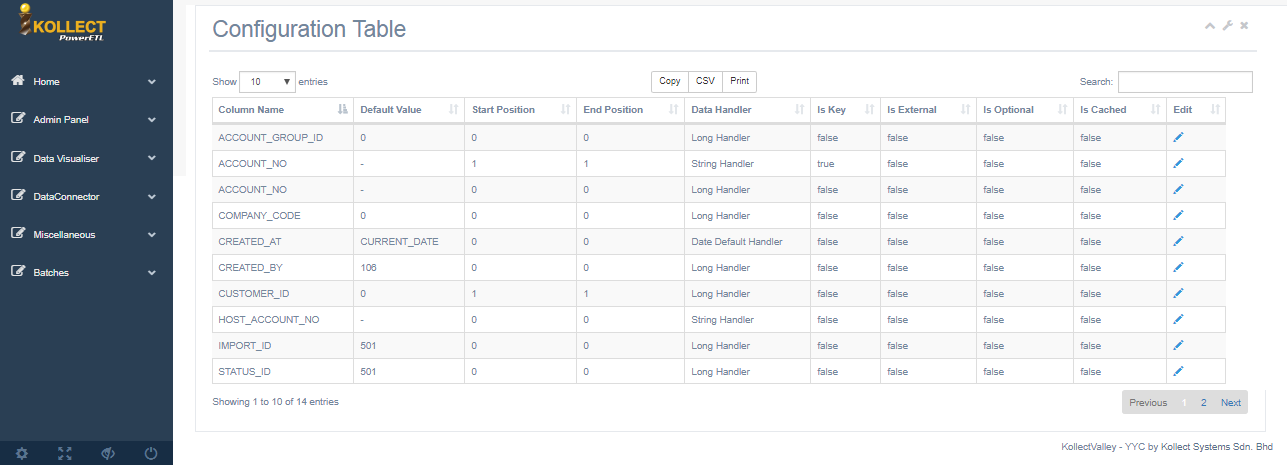 KOLLECT
PowerETL
Home
Admin Panel
Data Visualiser
DataConnector
Miscellaneous
Batches
Configuration Table
Show 10 entries Copy CSV Print Search:
Column Name Default Value Start Position End Position Data Handler Is Key Is External Is Optional Is Cached Edit
ACCOUNT_GROUP_ID 0 0 0 Long Handler false false false false
ACCOUNT_NO - 1 1 String Handler true false false false
ACCOUNT_NO - 0 0 Long Handler false false false false
COMPANY_CODE 0 0 0 Long Handler false false false false
CREATED_AT CURRENT_DATE 0 0 Date Default Handler false false false false
CREATED_BY 106 0 0 Long Handler false false false false
CUSTOMER_ID 0 1 1 Long Handler false false false false
HOST_ACCOUNT_NO - 0 0 String Handler false false false false
IMPORT_ID 501 0 0 Long Handler false false false false
STATUS_ID 501 0 0 Long Handler false false false false
Showing 1 to 10 of 14 entries Previous 1 2 Next
KollectValley - YYC by Kollect Systems Sdn. Bhd